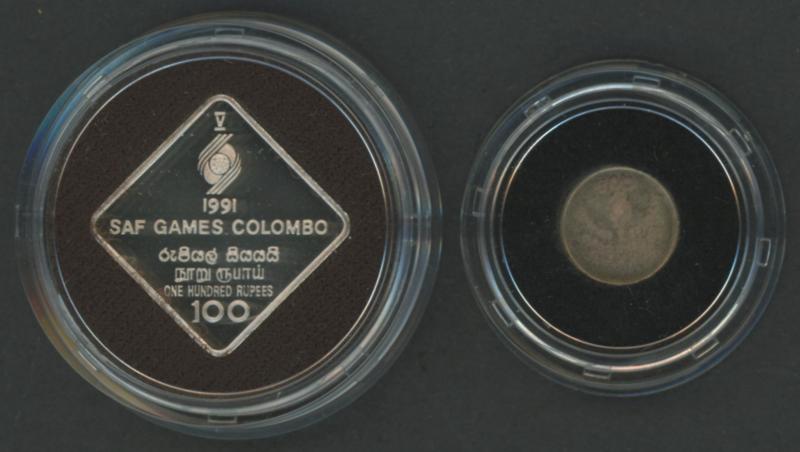 V
1991
SAF GAMES COLOMBO
රුපියල් සියයයි
நூறு ரூபாய்
ONE HUNDRED RUPEES
100